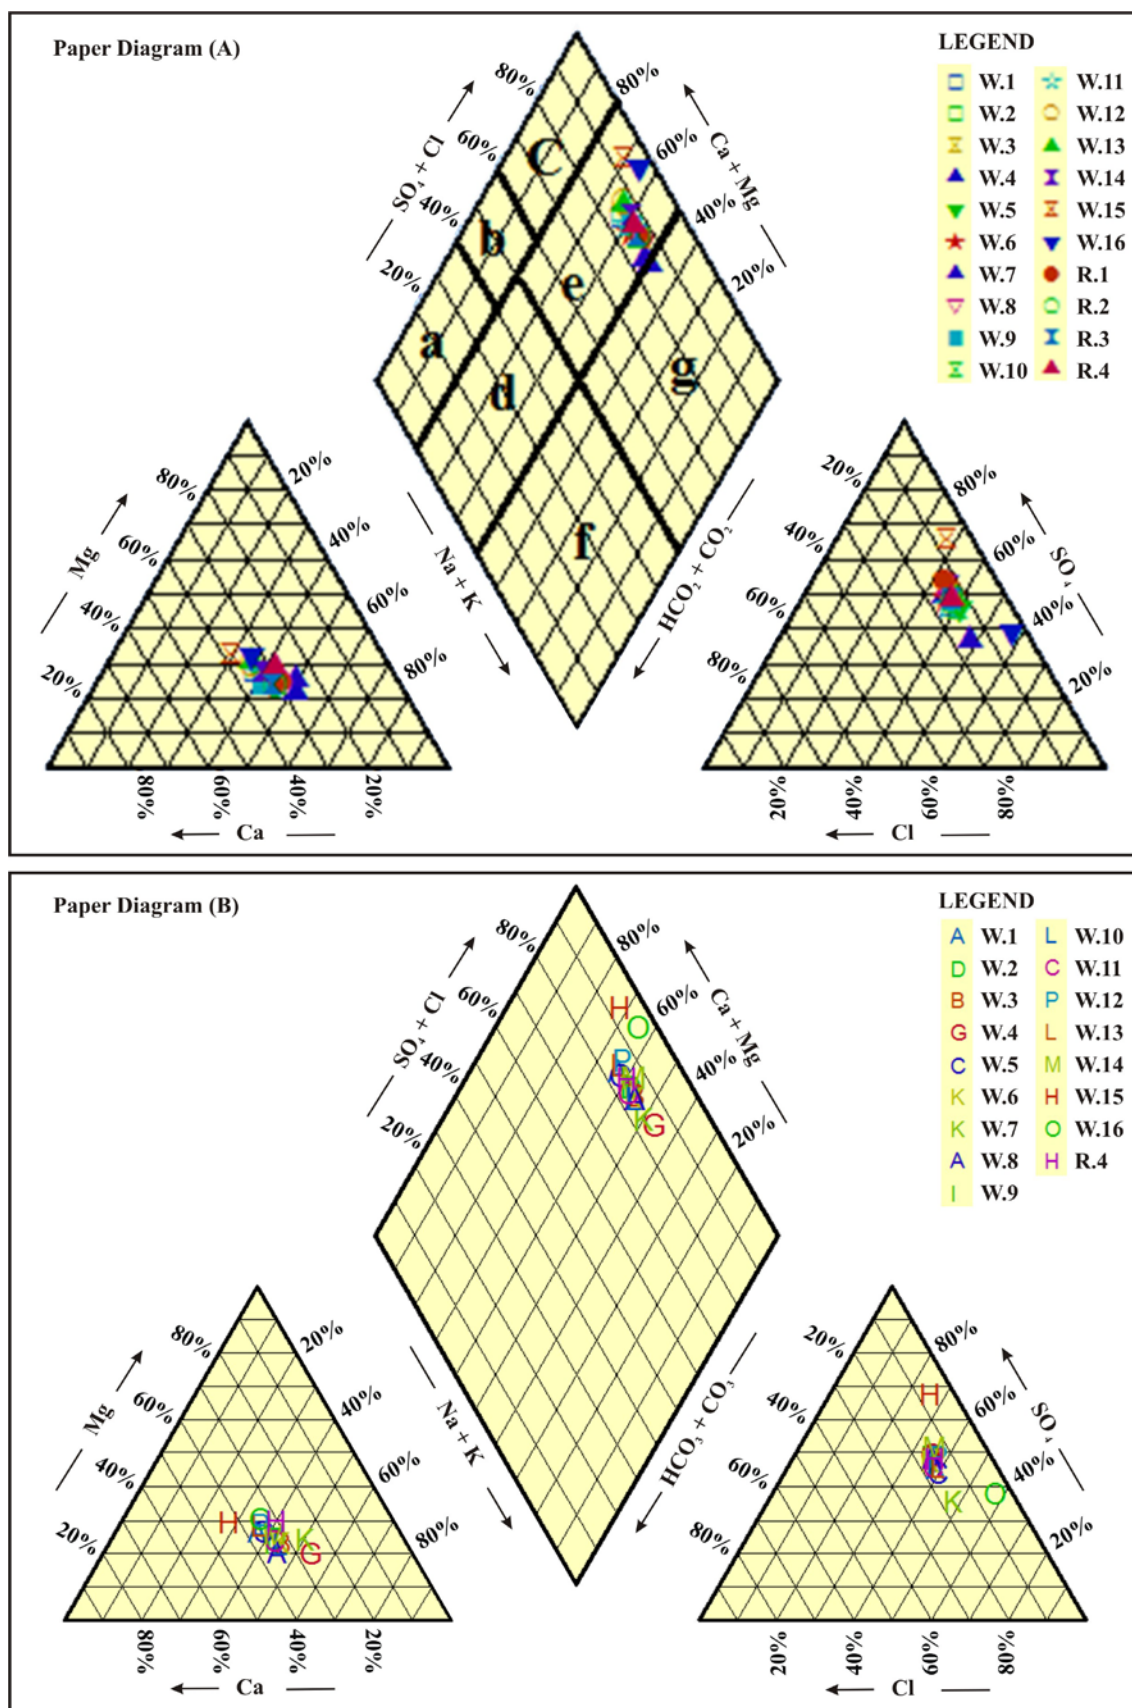 Paper Diagram (A)
LEGEND
W.1
W.2
W.3
W.4
W.5
W.6
W.7
W.8
W.9
W.10
W.11
W.12
W.13
W.14
W.15
W.16
R.1
R.2
R.3
R.4
80%
60%
40%
20%
SO₄ + Cl
80%
60%
40%
20%
Ca + Mg
C
b
e
a
d
g
f
Na + K
HCO₂ + CO₂
80%
60%
40%
20%
Mg
20%
40%
60%
80%
80%
60%
40%
20%
Ca
20%
40%
60%
80%
80%
60%
40%
20%
SO₄
20%
40%
60%
80%
Cl
Paper Diagram (B)
LEGEND
A W.1
D W.2
B W.3
G W.4
C W.5
K W.6
K W.7
A W.8
I W.9
L W.10
C W.11
P W.12
L W.13
M W.14
H W.15
O W.16
H R.4
80%
60%
40%
20%
SO₄ + Cl
80%
60%
40%
20%
Ca + Mg
H
O
P
M
A
K
G
Na + K
HCO₃ + CO₃
80%
60%
40%
20%
Mg
20%
40%
60%
80%
H
H
A
K
G
80%
60%
40%
20%
Ca
20%
40%
60%
80%
80%
60%
40%
20%
SO₄
H
M
C
K
O
20%
40%
60%
80%
Cl